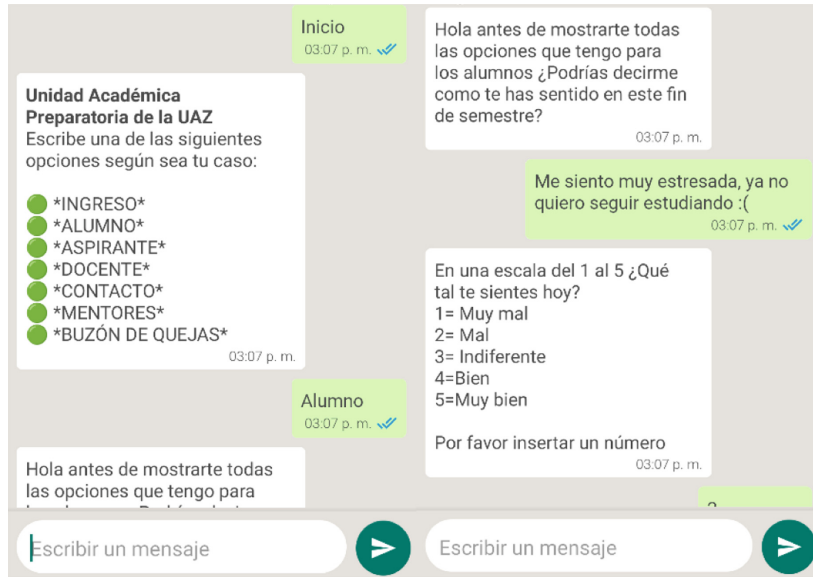 Inicio
03:07 p. m.
Unidad Académica
Preparatoria de la UAZ
Escribe una de las siguientes
opciones según sea tu caso:
*INGRESO*
*ALUMNO*
*ASPIRANTE*
*DOCENTE*
*CONTACTO*
*MENTORES*
*BUZÓN DE QUEJAS*
03:07 p. m.
Alumno
03:07 p. m.
Hola antes de mostrarte todas
las opciones que tengo para
Escribir un mensaje
Hola antes de mostrarte todas
las opciones que tengo para
los alumnos ¿Podrías decirme
como te has sentido en este fin
de semestre?
03:07 p. m.
Me siento muy estresada, ya no
quiero seguir estudiando :(
03:07 p. m.
En una escala del 1 al 5 ¿Qué
tal te sientes hoy?
1= Muy mal
2= Mal
3= Indiferente
4=Bien
5=Muy bien
Por favor insertar un número
03:07 p. m.
Escribir un mensaje